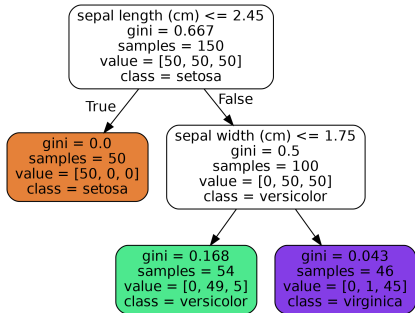 sepal length (cm) <= 2.45
gini = 0.667
samples = 150
value = [50, 50, 50]
class = setosa
True
False
gini = 0.0
samples = 50
value = [50, 0, 0]
class = setosa
sepal width (cm) <= 1.75
gini = 0.5
samples = 100
value = [0, 50, 50]
class = versicolor
gini = 0.168
samples = 54
value = [0, 49, 5]
class = versicolor
gini = 0.043
samples = 46
value = [0, 1, 45]
class = virginica